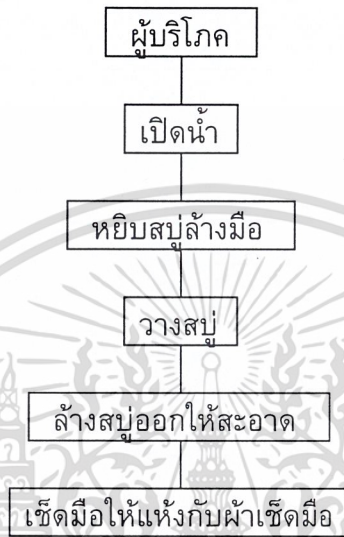 ผู้บริโภค
เปิดน้ำ
หยิบสบู่ล้างมือ
วางสบู่
ล้างสบู่ออกให้สะอาด
เช็ดมือให้แห้งกับผ้าเช็ดมือ